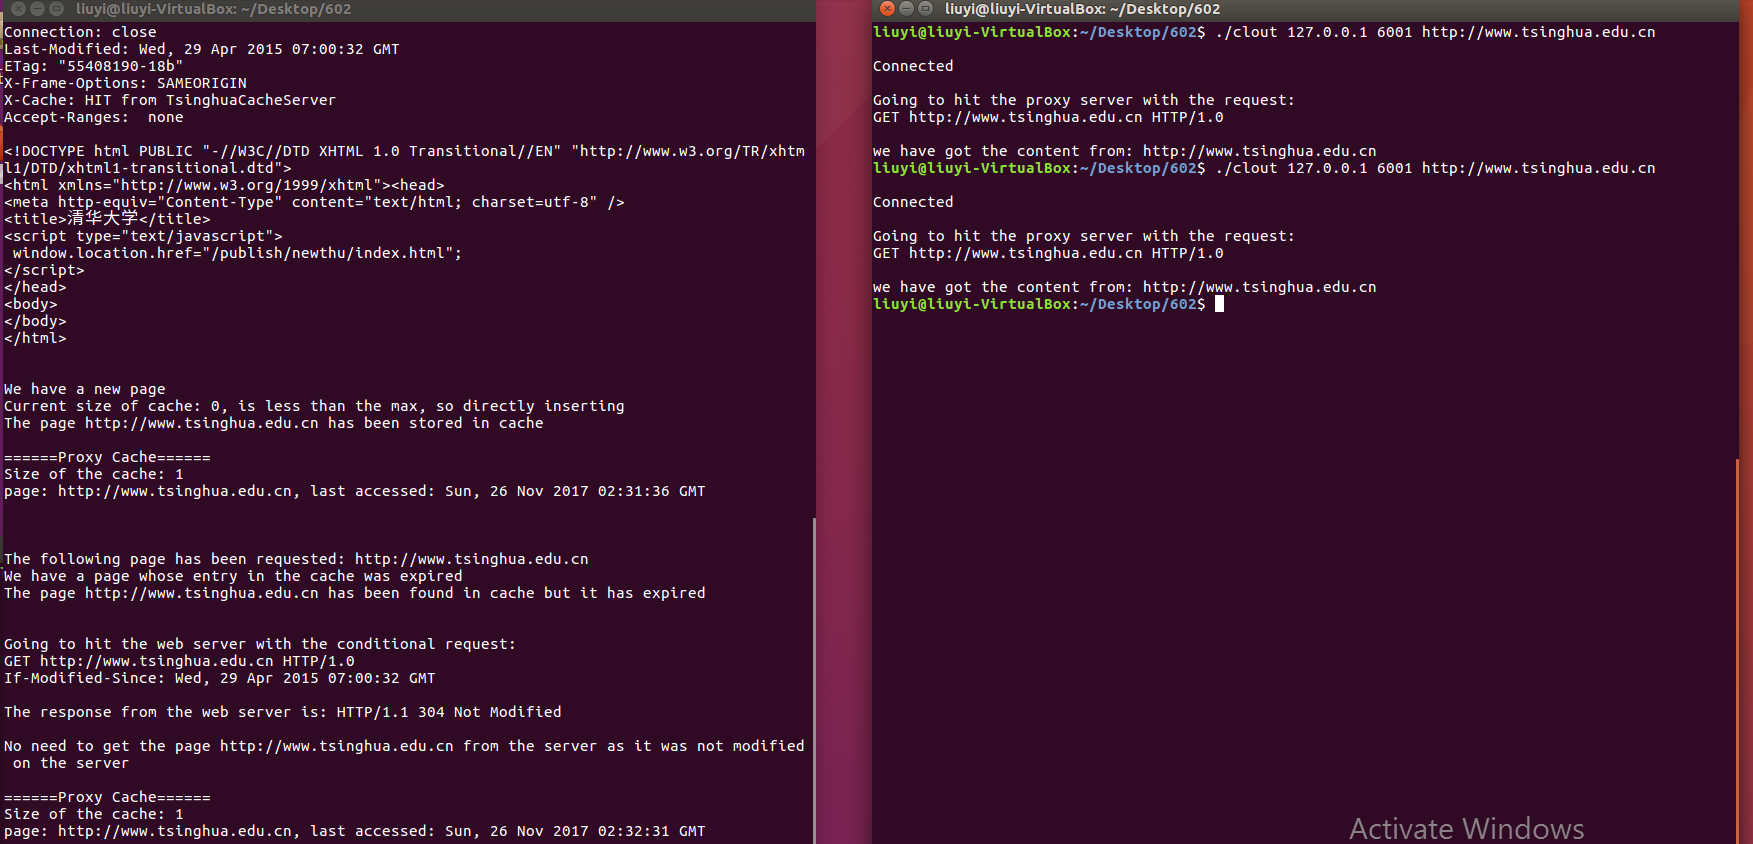 liuyi@liuyi-VirtualBox: ~/Desktop/602
Connection: close
Last-Modified: Wed, 29 Apr 2015 07:00:32 GMT
ETag: "55408190-18b"
X-Frame-Options: SAMEORIGIN
X-Cache: HIT from TsinghuaCacheServer
Accept-Ranges:  none
<!DOCTYPE html PUBLIC "-//W3C//DTD XHTML 1.0 Transitional//EN" "http://www.w3.org/TR/xhtm
l1/DTD/xhtml1-transitional.dtd">
<html xmlns="http://www.w3.org/1999/xhtml"><head>
<meta http-equiv="Content-Type" content="text/html; charset=utf-8" />
<title>清华大学</title>
<script type="text/javascript">
 window.location.href="/publish/newthu/index.html";
</script>
</head>
<body>
</body>
</html>
We have a new page
Current size of cache: 0, is less than the max, so directly inserting
The page http://www.tsinghua.edu.cn has been stored in cache
======Proxy Cache======
Size of the cache: 1
page: http://www.tsinghua.edu.cn, last accessed: Sun, 26 Nov 2017 02:31:36 GMT
The following page has been requested: http://www.tsinghua.edu.cn
We have a page whose entry in the cache was expired
The page http://www.tsinghua.edu.cn has been found in cache but it has expired
Going to hit the web server with the conditional request:
GET http://www.tsinghua.edu.cn HTTP/1.0
If-Modified-Since: Wed, 29 Apr 2015 07:00:32 GMT
The response from the web server is: HTTP/1.1 304 Not Modified
No need to get the page http://www.tsinghua.edu.cn from the server as it was not modified
 on the server
======Proxy Cache======
Size of the cache: 1
page: http://www.tsinghua.edu.cn, last accessed: Sun, 26 Nov 2017 02:32:31 GMT
liuyi@liuyi-VirtualBox: ~/Desktop/602
liuyi@liuyi-VirtualBox:~/Desktop/602$ ./clout 127.0.0.1 6001 http://www.tsinghua.edu.cn
Connected
Going to hit the proxy server with the request:
GET http://www.tsinghua.edu.cn HTTP/1.0
we have got the content from: http://www.tsinghua.edu.cn
liuyi@liuyi-VirtualBox:~/Desktop/602$ ./clout 127.0.0.1 6001 http://www.tsinghua.edu.cn
Connected
Going to hit the proxy server with the request:
GET http://www.tsinghua.edu.cn HTTP/1.0
we have got the content from: http://www.tsinghua.edu.cn
liuyi@liuyi-VirtualBox:~/Desktop/602$
Activate Windows